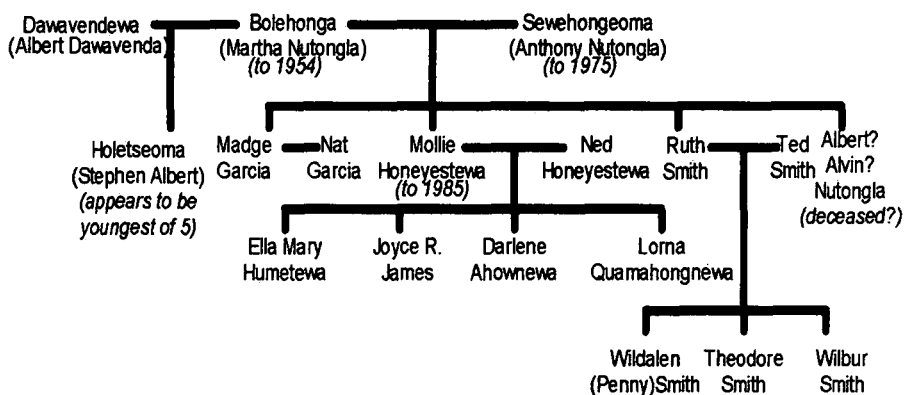 Dawavendewa
(Albert Dawavenda)
Bolehonga
(Martha Nutongla)
(to 1954)
Sewehongeoma
(Anthony Nutongla)
(to 1975)
Holetseoma
(Stephen Albert)
(appears to be
youngest of 5)
Madge
Garcia
Nat
Garcia
Mollie
Honeyestewa
(to 1985)
Ned
Honeyestewa
Ruth
Smith
Ted
Smith
Albert?
Alvin?
Nutongla
(deceased?)
Ella Mary
Humetewa
Joyce R.
James
Darlene
Ahownewa
Lorna
Quamahongnewa
Wildalen
(Penny)Smith
Theodore
Smith
Wilbur
Smith